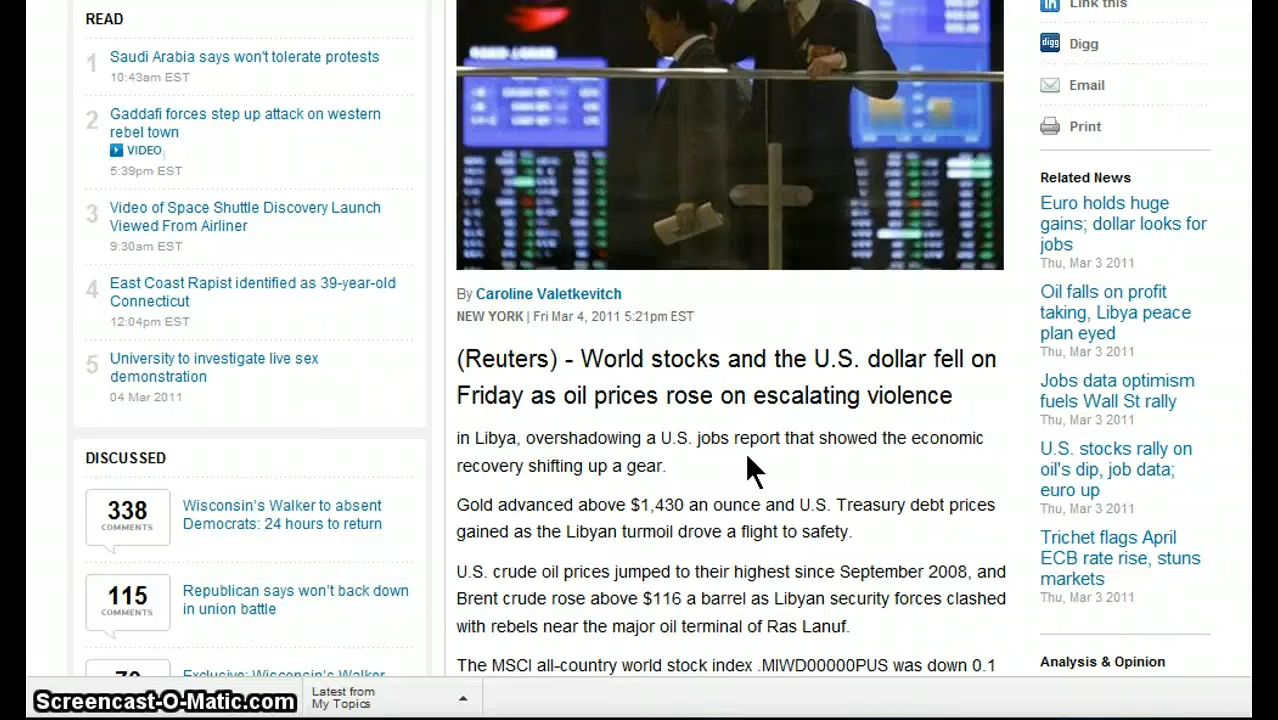 READ
1 Saudi Arabia says won't tolerate protests
10:43am EST
2 Gaddafi forces step up attack on western
rebel town
VIDEO
5:39pm EST
3 Video of Space Shuttle Discovery Launch
Viewed From Airliner
9:30am EST
4 East Coast Rapist identified as 39-year-old
Connecticut
12:04pm EST
5 University to investigate live sex
demonstration
04 Mar 2011
DISCUSSED
338 Wisconsin's Walker to absent
COMMENTS Democrats: 24 hours to return
115 Republican says won't back down
COMMENTS in union battle
Exclusive: Wisconsin's Walker
By Caroline Valetkevitch
NEW YORK | Fri Mar 4, 2011 5:21pm EST
(Reuters) - World stocks and the U.S. dollar fell on
Friday as oil prices rose on escalating violence
in Libya, overshadowing a U.S. jobs report that showed the economic
recovery shifting up a gear.
Gold advanced above $1,430 an ounce and U.S. Treasury debt prices
gained as the Libyan turmoil drove a flight to safety.
U.S. crude oil prices jumped to their highest since September 2008, and
Brent crude rose above $116 a barrel as Libyan security forces clashed
with rebels near the major oil terminal of Ras Lanuf.
The MSCI all-country world stock index .MIWD00000PUS was down 0.1
in Link this
digg Digg
Email
Print
Related News
Euro holds huge
gains; dollar looks for
jobs
Thu, Mar 3 2011
Oil falls on profit
taking, Libya peace
plan eyed
Thu, Mar 3 2011
Jobs data optimism
fuels Wall St rally
Thu, Mar 3 2011
U.S. stocks rally on
oil's dip, job data;
euro up
Thu, Mar 3 2011
Trichet flags April
ECB rate rise, stuns
markets
Thu, Mar 3 2011
Analysis & Opinion
Screencast-O-Matic.com
Latest from
My Topics